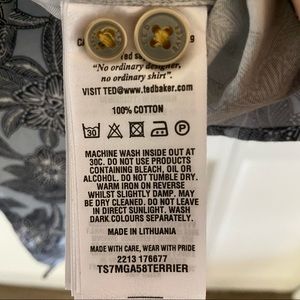 "No ordinary designer,
no ordinary shirt".
VISIT TED@www.tedbaker.com
100% COTTON
30
MACHINE WASH INSIDE OUT AT
30C. DO NOT USE PRODUCTS
CONTAINING BLEACH, OIL OR
ALCOHOL. DO NOT TUMBLE DRY.
WARM IRON ON REVERSE
WHILST SLIGHTLY DAMP. MAY
BE DRY CLEANED. DO NOT LEAVE
IN DIRECT SUNLIGHT. WASH
DARK COLOURS SEPARATELY.
MADE IN LITHUANIA
MADE WITH CARE, WEAR WITH PRIDE
2213 176677
TS7MGA58TERRIER